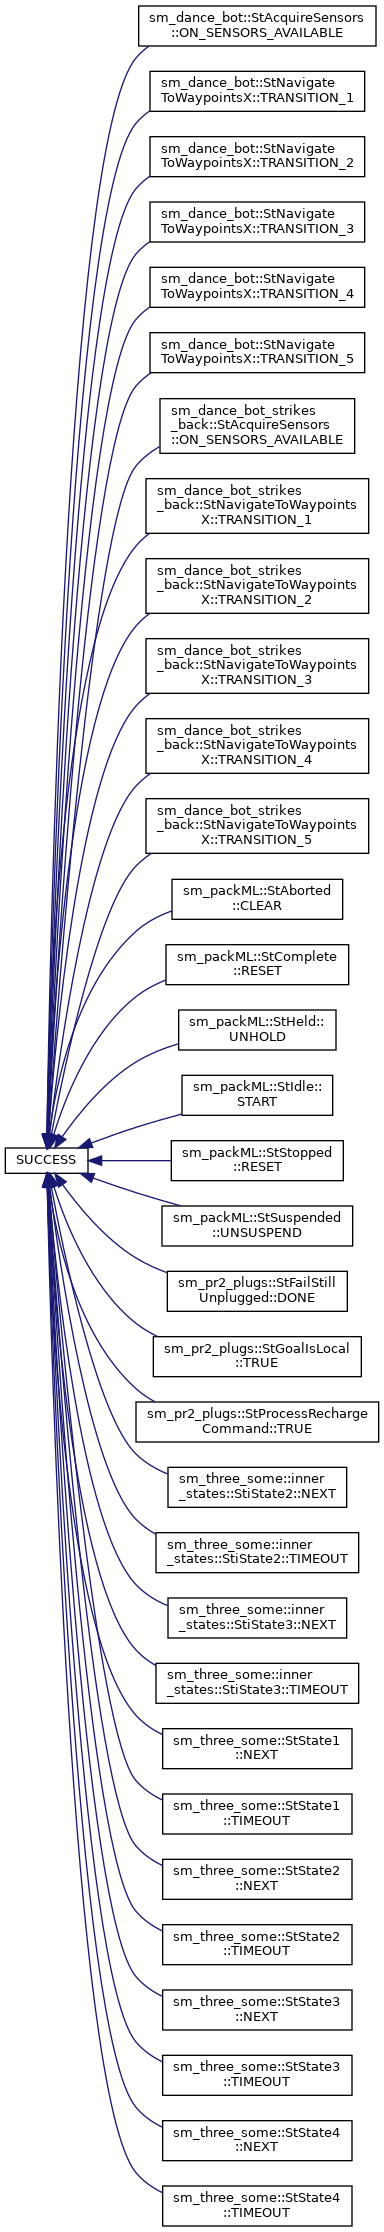 sm_dance_bot::StAcquireSensors
::ON_SENSORS_AVAILABLE
sm_dance_bot::StNavigate
ToWaypointsX::TRANSITION_1
sm_dance_bot::StNavigate
ToWaypointsX::TRANSITION_2
sm_dance_bot::StNavigate
ToWaypointsX::TRANSITION_3
sm_dance_bot::StNavigate
ToWaypointsX::TRANSITION_4
sm_dance_bot::StNavigate
ToWaypointsX::TRANSITION_5
sm_dance_bot_strikes
_back::StAcquireSensors
::ON_SENSORS_AVAILABLE
sm_dance_bot_strikes
_back::StNavigateToWaypoints
X::TRANSITION_1
sm_dance_bot_strikes
_back::StNavigateToWaypoints
X::TRANSITION_2
sm_dance_bot_strikes
_back::StNavigateToWaypoints
X::TRANSITION_3
sm_dance_bot_strikes
_back::StNavigateToWaypoints
X::TRANSITION_4
sm_dance_bot_strikes
_back::StNavigateToWaypoints
X::TRANSITION_5
sm_packML::StAborted
::CLEAR
sm_packML::StComplete
::RESET
sm_packML::StHeld::
UNHOLD
sm_packML::StIdle::
START
SUCCESS
sm_packML::StStopped
::RESET
sm_packML::StSuspended
::UNSUSPEND
sm_pr2_plugs::StFailStill
Unplugged::DONE
sm_pr2_plugs::StGoalIsLocal
::TRUE
sm_pr2_plugs::StProcessRecharge
Command::TRUE
sm_three_some::inner
_states::StiState2::NEXT
sm_three_some::inner
_states::StiState2::TIMEOUT
sm_three_some::inner
_states::StiState3::NEXT
sm_three_some::inner
_states::StiState3::TIMEOUT
sm_three_some::StState1
::NEXT
sm_three_some::StState1
::TIMEOUT
sm_three_some::StState2
::NEXT
sm_three_some::StState2
::TIMEOUT
sm_three_some::StState3
::NEXT
sm_three_some::StState3
::TIMEOUT
sm_three_some::StState4
::NEXT
sm_three_some::StState4
::TIMEOUT